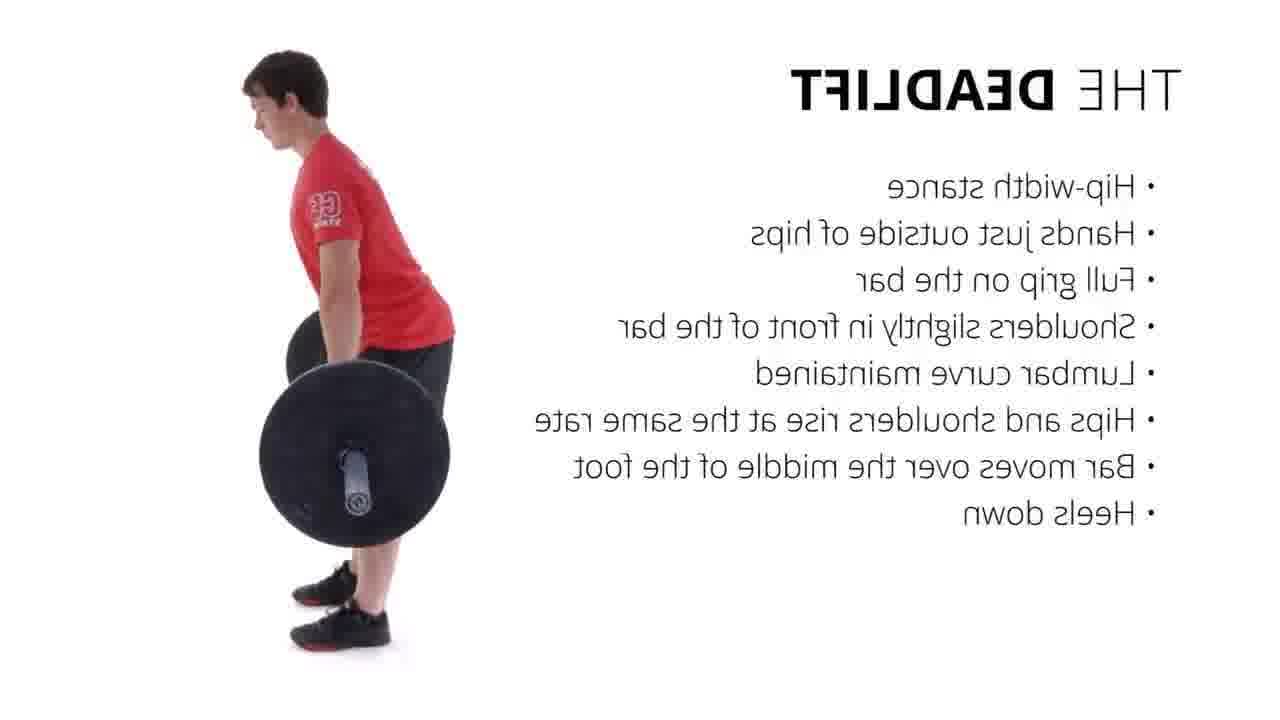 THE DEADLIFT
• Hip-width stance
• Hands just outside of hips
• Full grip on the bar
• Shoulders slightly in front of the bar
• Lumbar curve maintained
• Hips and shoulders rise at the same rate
• Bar moves over the middle of the foot
• Heels down